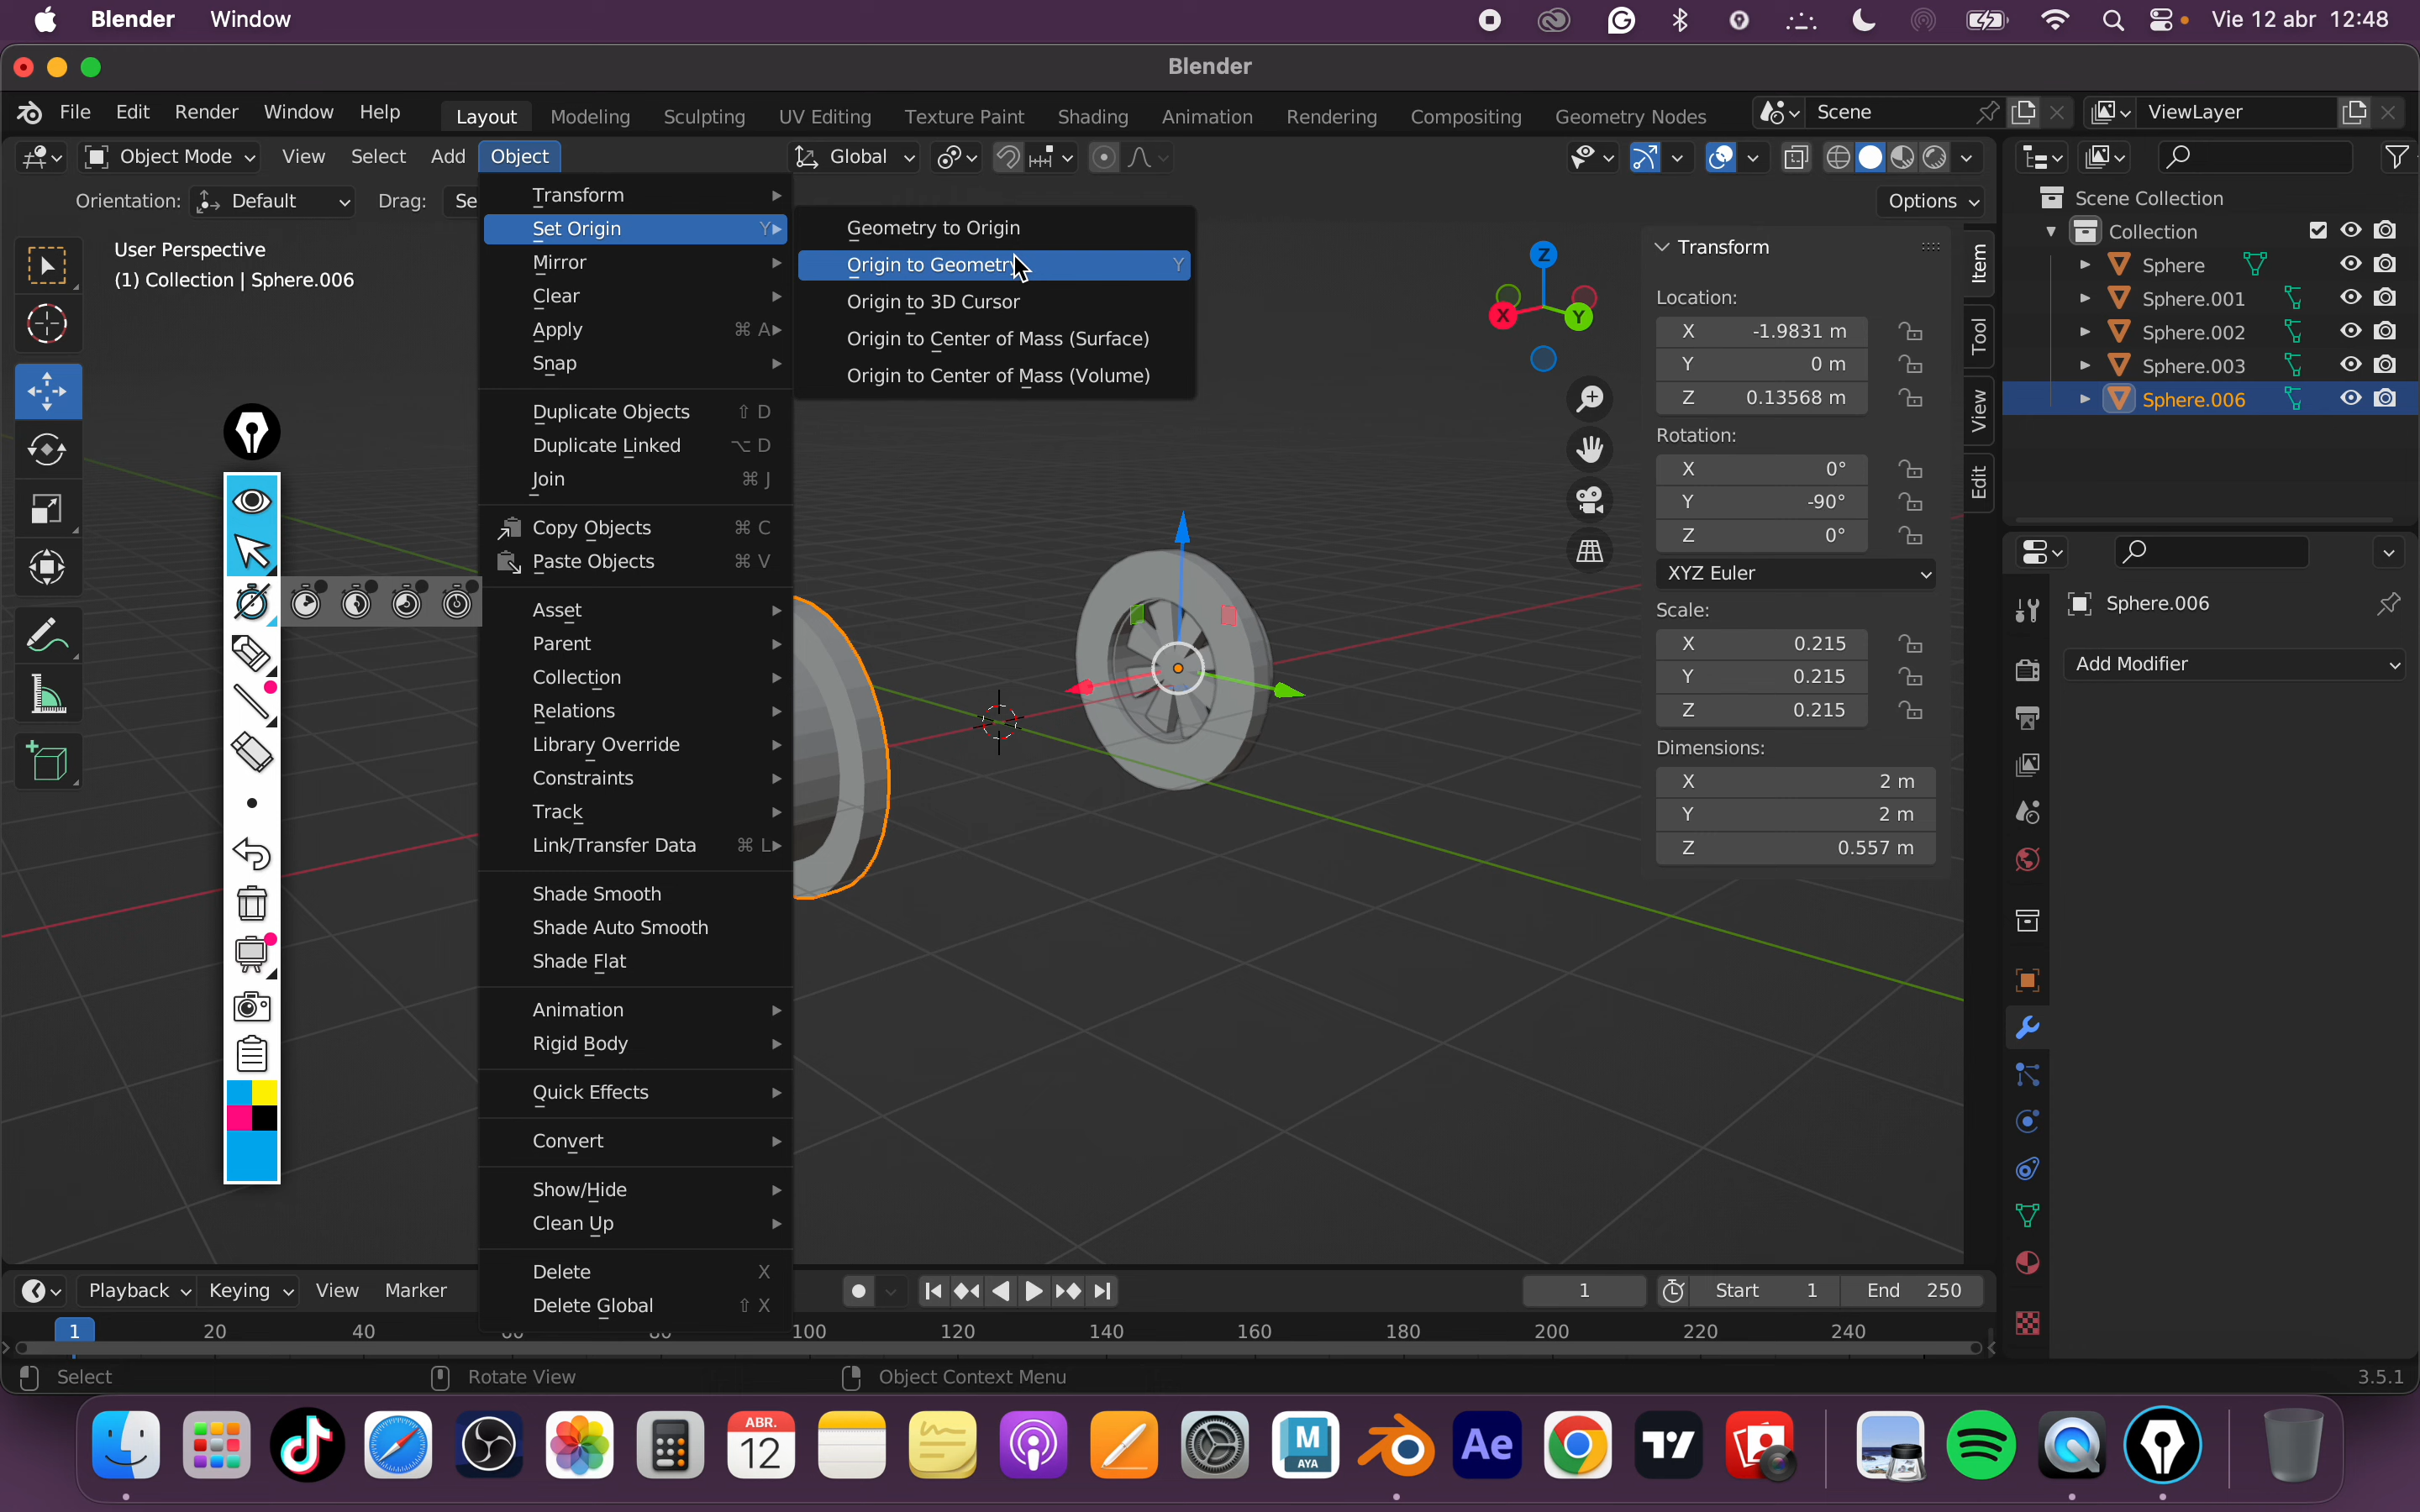 Blender Window Vie 12 abr 12:48
Blender
File Edit Render Window Help Layout Modeling Sculpting UV Editing Texture Paint Shading Animation Rendering Compositing Geometry Nodes Scene ViewLayer
Object Mode View Select Add Object Global
Orientation: Default Drag: Se Options
User Perspective
(1) Collection | Sphere.006
Transform
Set Origin Y
Mirror
Clear
Apply ⌘ A
Snap
Duplicate Objects ⇧ D
Duplicate Linked ⌥ D
Join ⌘ J
Copy Objects ⌘ C
Paste Objects ⌘ V
Asset
Parent
Collection
Relations
Library Override
Constraints
Track
Link/Transfer Data ⌘ L
Shade Smooth
Shade Auto Smooth
Shade Flat
Animation
Rigid Body
Quick Effects
Convert
Show/Hide
Clean Up
Delete X
Delete Global ⇧ X
Geometry to Origin
Origin to Geometry Y
Origin to 3D Cursor
Origin to Center of Mass (Surface)
Origin to Center of Mass (Volume)
Z
X
Y
Transform
Location:
X -1.9831 m
Y 0 m
Z 0.13568 m
Rotation:
X 0°
Y -90°
Z 0°
XYZ Euler
Scale:
X 0.215
Y 0.215
Z 0.215
Dimensions:
X 2 m
Y 2 m
Z 0.557 m
Item
Tool
View
Edit
Scene Collection
Collection
Sphere
Sphere.001
Sphere.002
Sphere.003
Sphere.006
Sphere.006
Add Modifier
Playback Keying View Marker 1 Start 1 End 250
1 20 40 100 120 140 160 180 200 220 240
Select Rotate View Object Context Menu 3.5.1
ABR.
12
M
AYA
Ae